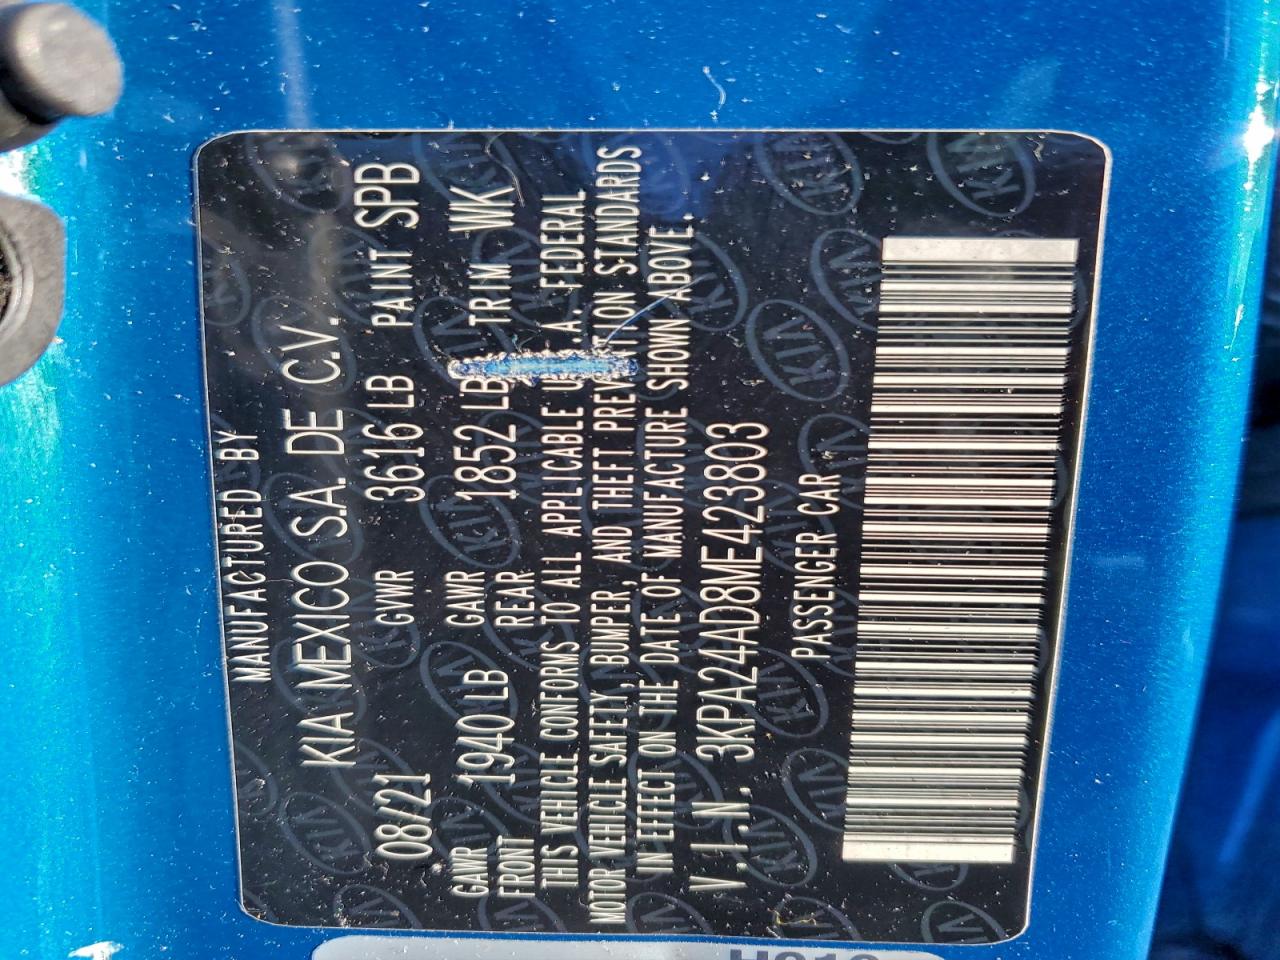 MANUFACTURED BY
KIA MEXICO S.A. DE C.V.
08/21 GVWR 3616 LB PAINT SPB
GAWR FRONT 1940 LB GAWR REAR 1852 LB TRIM WK
THIS VEHICLE CONFORMS TO ALL APPLICABLE A. FEDERAL
MOTOR VEHICLE SAFETY, BUMPER, AND THEFT PREV TION STANDARDS
IN EFFECT ON THE DATE OF MANUFACTURE SHOWN ABOVE.
V.I.N. 3KPA24AD8ME423803
PASSENGER CAR